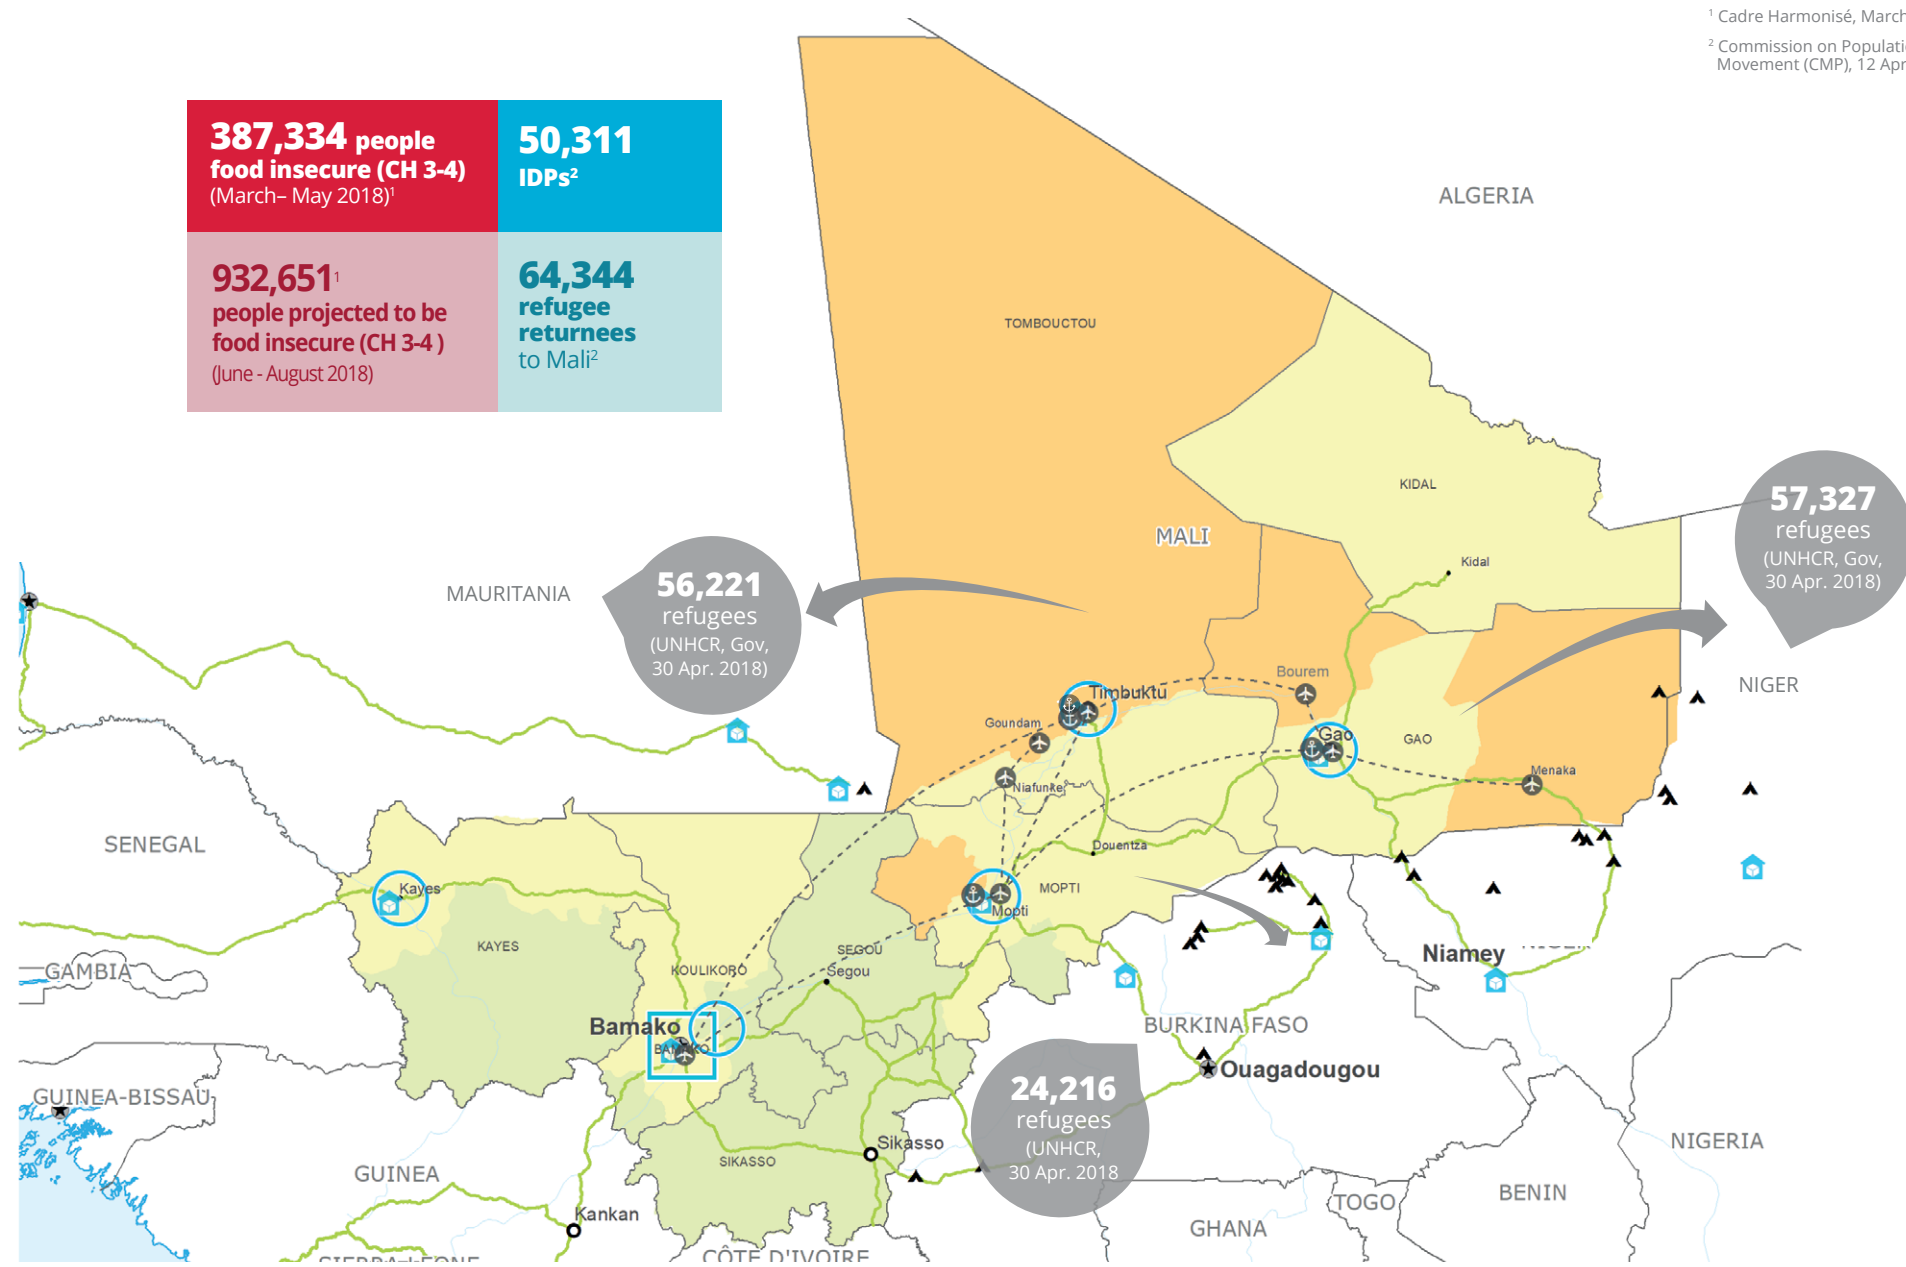 ¹ Cadre Harmonisé, March
² Commission on Populati
Movement (CMP), 12 Apr
387,334 people
food insecure (CH 3-4)
(March– May 2018)¹
50,311
IDPs²
932,651¹
people projected to be
food insecure (CH 3-4 )
(June - August 2018)
64,344
refugee
returnees
to Mali²
ALGERIA
TOMBOUCTOU
KIDAL
MALI
Kidal
57,327
refugees
(UNHCR, Gov,
30 Apr. 2018)
MAURITANIA
56,221
refugees
(UNHCR, Gov,
30 Apr. 2018)
NIGER
Bourem
Timbuktu
Goundam
Gao
GAO
Menaka
Niafunke
SENEGAL
Douentza
Kayes
MOPTI
Mopti
KAYES
SEGOU
Segou
KOULIKORO
GAMBIA
Niamey
NIGER
Bamako
BAMAKO
BURKINA FASO
Ouagadougou
24,216
refugees
(UNHCR,
30 Apr. 2018
GUINEA-BISSAU
GUINEA
SIKASSO
Sikasso
NIGERIA
Kankan
TOGO
BENIN
GHANA
SIERRA LEONE
CÔTE D'IVOIRE